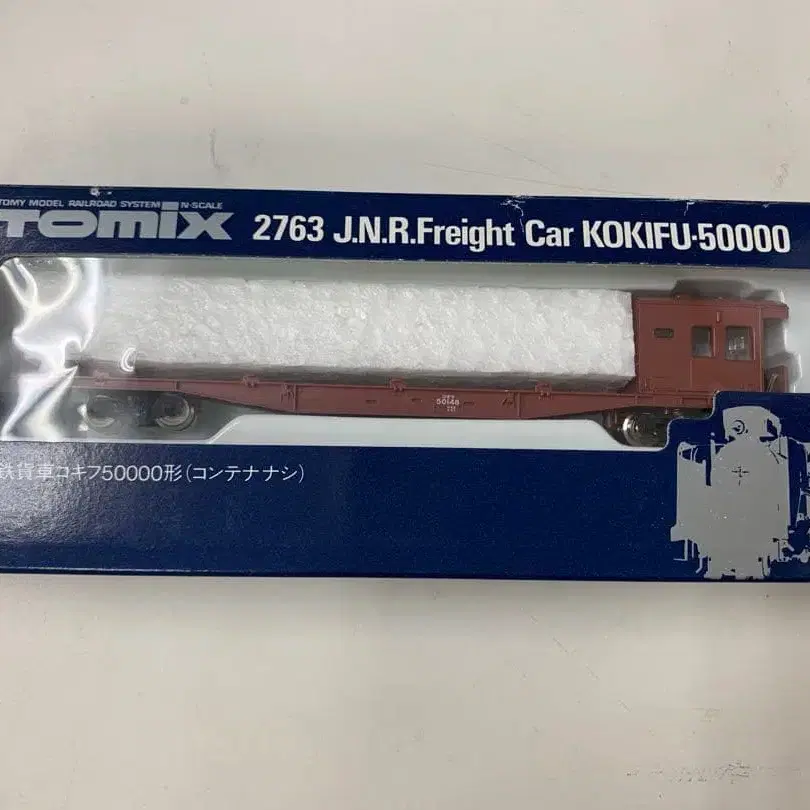 TOMY MODEL RAILROAD SYSTEM N-SCALE
TOMIX 2763 J.N.R.Freight Car KOKIFU-50000
50148
鉄貨車コキフ50000形(コンテナナシ)